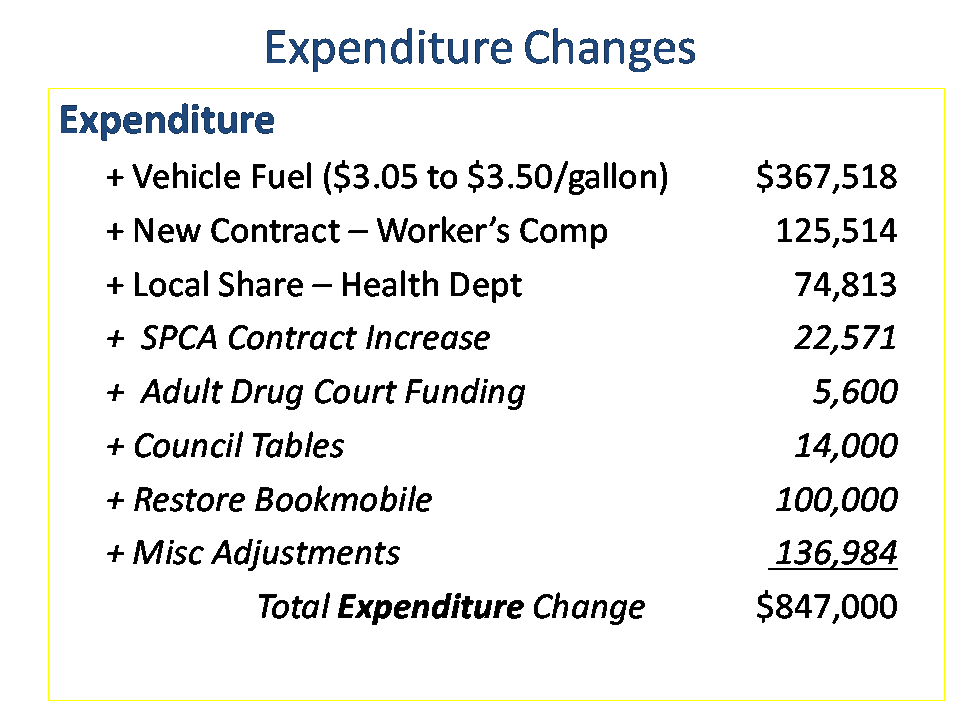 Expenditure Changes
Expenditure
+ Vehicle Fuel ($3.05 to $3.50/gallon) $367,518
+ New Contract – Worker’s Comp 125,514
+ Local Share – Health Dept 74,813
+ SPCA Contract Increase 22,571
+ Adult Drug Court Funding 5,600
+ Council Tables 14,000
+ Restore Bookmobile 100,000
+ Misc Adjustments 136,984
Total Expenditure Change $847,000